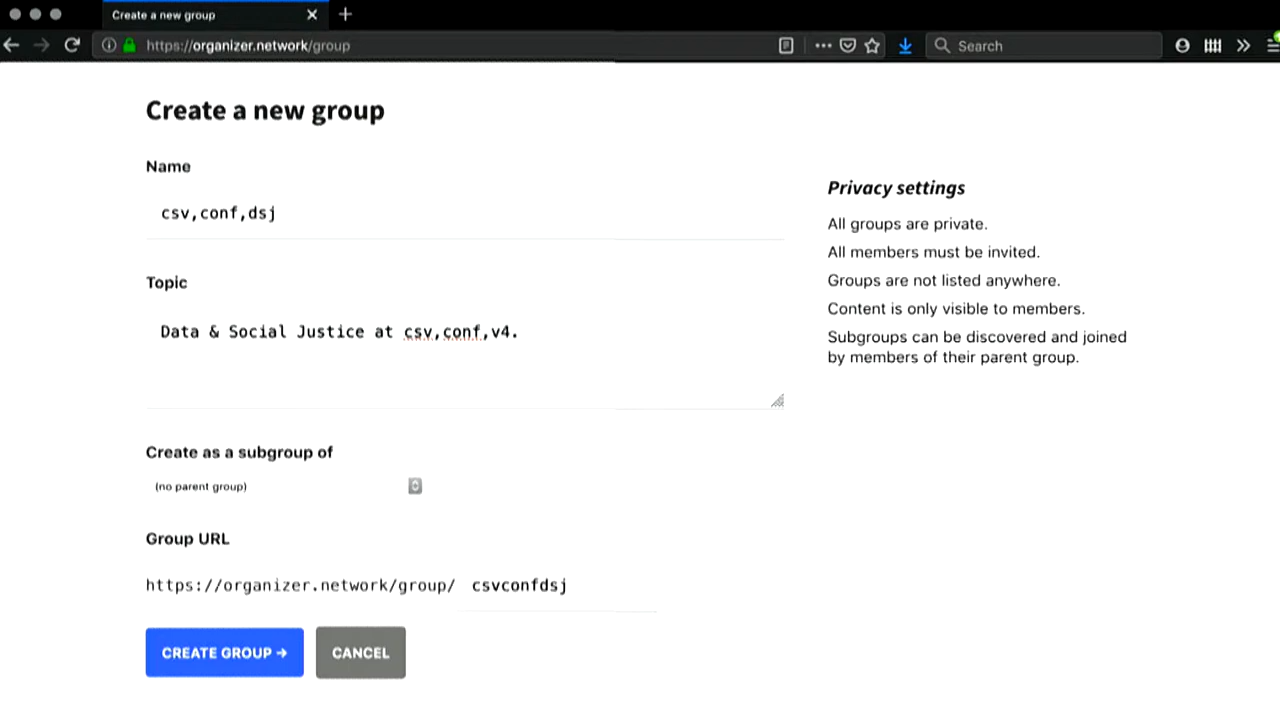 Create a new group
https://organizer.network/group
Search
Create a new group
Name
csv,conf,dsj
Topic
Data & Social Justice at csv,conf,v4.
Create as a subgroup of
(no parent group)
Group URL
https://organizer.network/group/ csvconfdsj
CREATE GROUP →
CANCEL
Privacy settings
All groups are private.
All members must be invited.
Groups are not listed anywhere.
Content is only visible to members.
Subgroups can be discovered and joined
by members of their parent group.